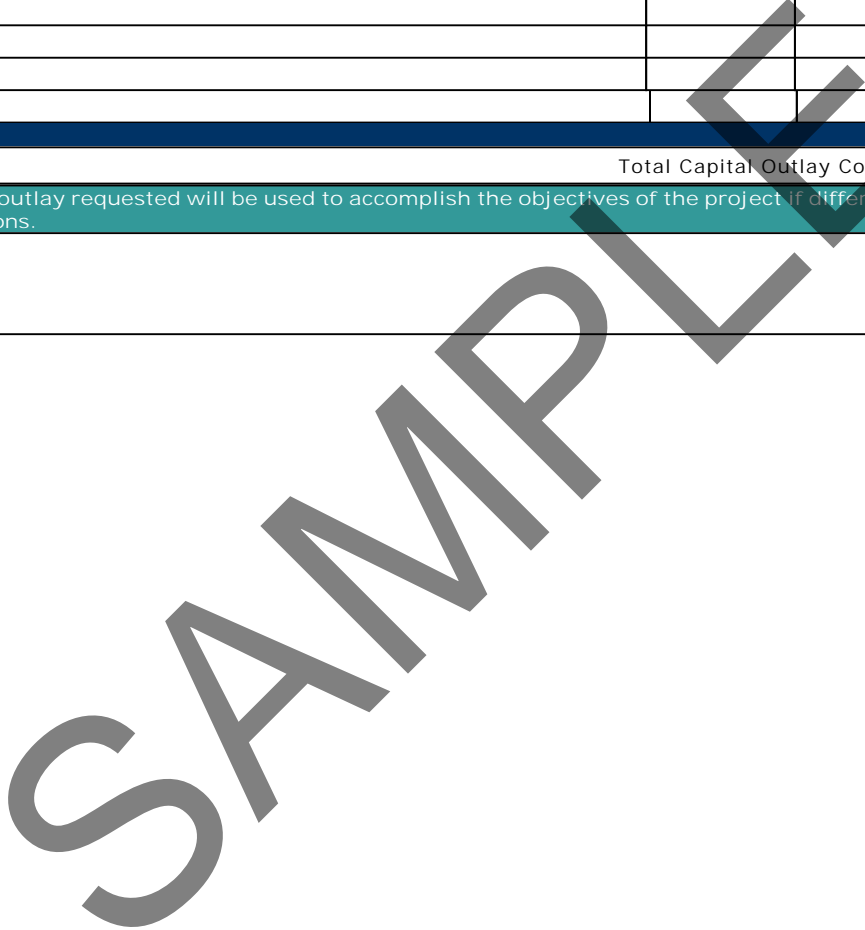 Total Capital Outlay Co
outlay requested will be used to accomplish the objectives of the project if differ
ons.
SAMPLE